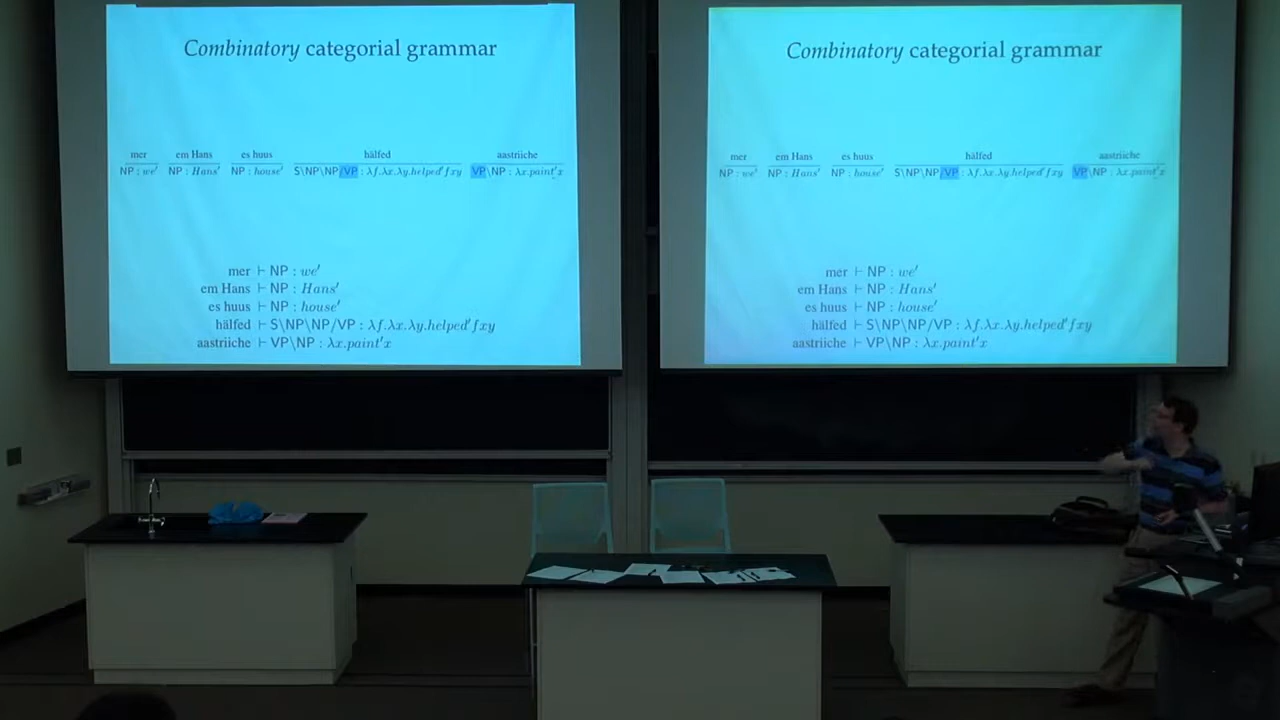 Combinatory categorial grammar
mer em Hans es huus hälfed aastriiche
NP : we′ NP : Hans′ NP : house′ S\NP\NP/VP : λf.λx.λy.helped′fxy VP\NP : λx.paint′x
mer ⊢ NP : we′
em Hans ⊢ NP : Hans′
es huus ⊢ NP : house′
hälfed ⊢ S\NP\NP/VP : λf.λx.λy.helped′fxy
aastriiche ⊢ VP\NP : λx.paint′x
Combinatory categorial grammar
mer em Hans es huus hälfed aastriiche
NP : we′ NP : Hans′ NP : house′ S\NP\NP/VP : λf.λx.λy.helped′fxy VP\NP : λx.paint′x
mer ⊢ NP : we′
em Hans ⊢ NP : Hans′
es huus ⊢ NP : house′
hälfed ⊢ S\NP\NP/VP : λf.λx.λy.helped′fxy
aastriiche ⊢ VP\NP : λx.paint′x